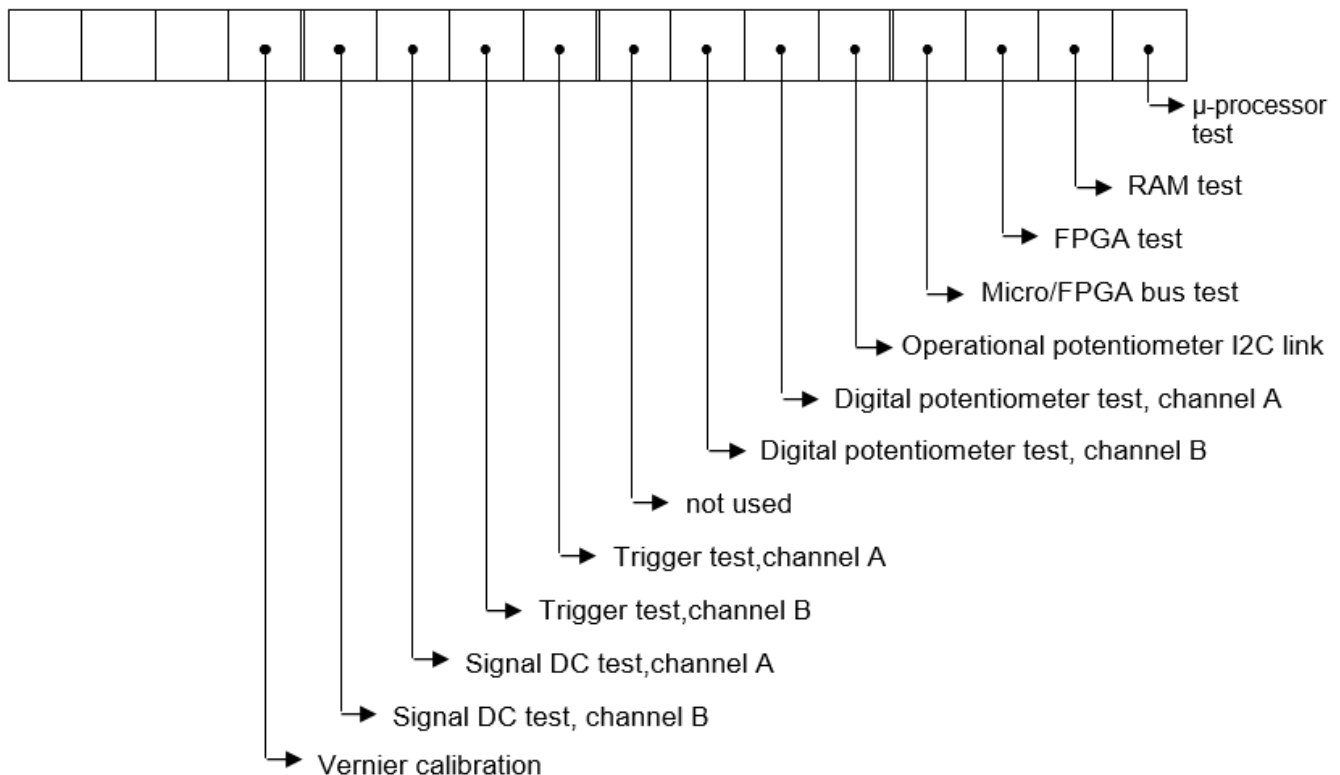 µ-processor
test
RAM test
FPGA test
Micro/FPGA bus test
Operational potentiometer I2C link
Digital potentiometer test, channel A
Digital potentiometer test, channel B
not used
Trigger test,channel A
Trigger test,channel B
Signal DC test,channel A
Signal DC test, channel B
Vernier calibration